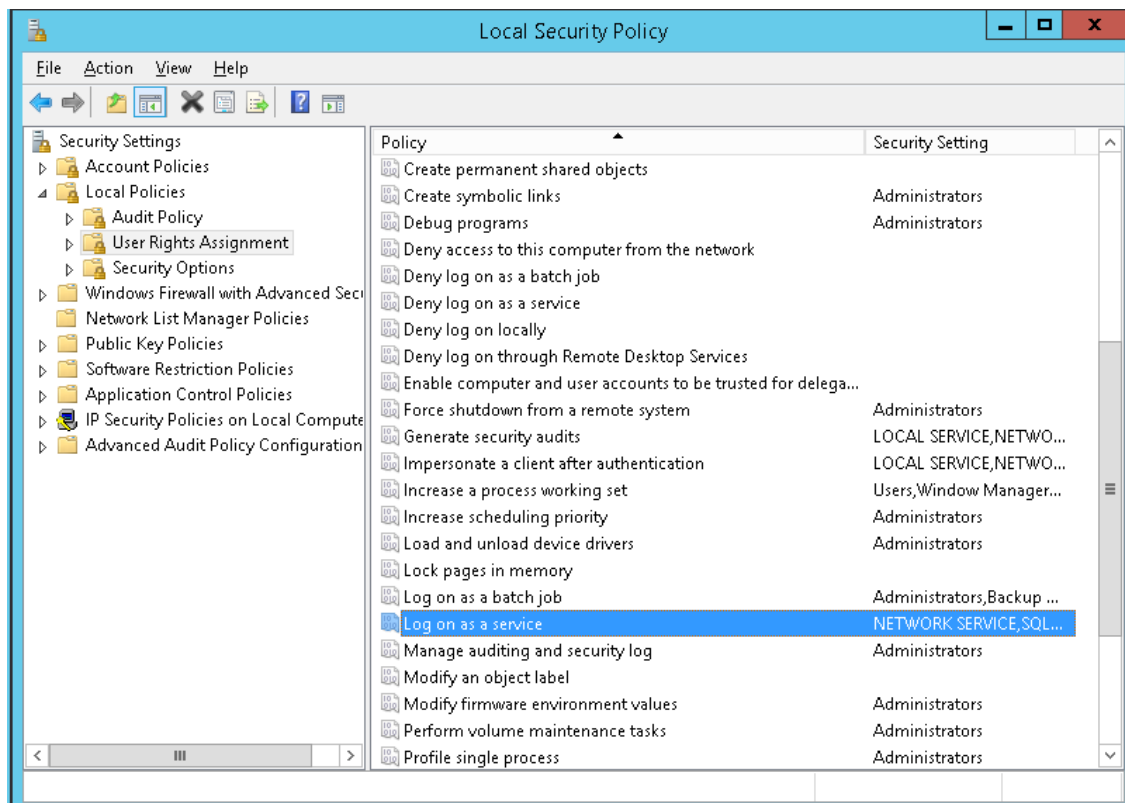 Local Security Policy
File Action View Help
Security Settings
Account Policies
Local Policies
Audit Policy
User Rights Assignment
Security Options
Windows Firewall with Advanced Secu
Network List Manager Policies
Public Key Policies
Software Restriction Policies
Application Control Policies
IP Security Policies on Local Compute
Advanced Audit Policy Configuration
Policy Security Setting
Create permanent shared objects
Create symbolic links Administrators
Debug programs Administrators
Deny access to this computer from the network
Deny log on as a batch job
Deny log on as a service
Deny log on locally
Deny log on through Remote Desktop Services
Enable computer and user accounts to be trusted for delega...
Force shutdown from a remote system Administrators
Generate security audits LOCAL SERVICE,NETWO...
Impersonate a client after authentication LOCAL SERVICE,NETWO...
Increase a process working set Users,Window Manager...
Increase scheduling priority Administrators
Load and unload device drivers Administrators
Lock pages in memory
Log on as a batch job Administrators,Backup ...
Log on as a service NETWORK SERVICE,SQL...
Manage auditing and security log Administrators
Modify an object label
Modify firmware environment values Administrators
Perform volume maintenance tasks Administrators
Profile single process Administrators